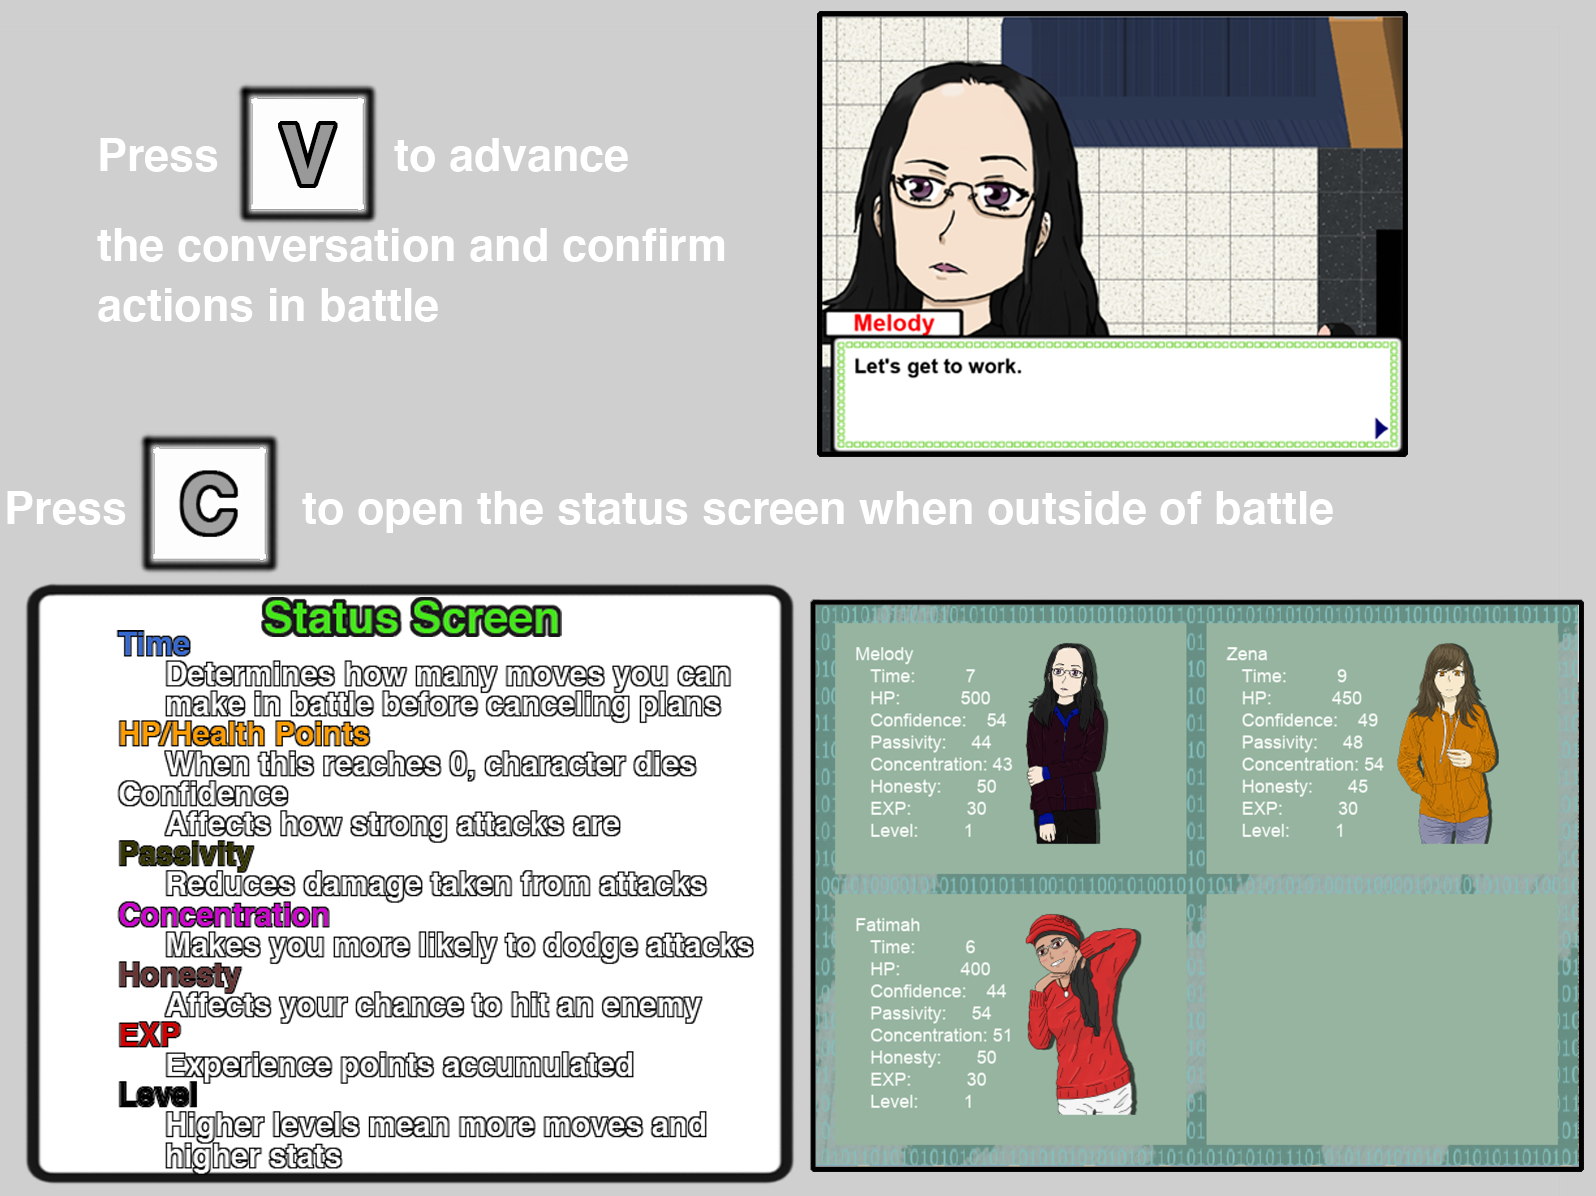 Press V to advance
the conversation and confirm
actions in battle
Melody
Let's get to work.
Press C to open the status screen when outside of battle
Status Screen
Time
Determines how many moves you can
make in battle before canceling plans
HP/Health Points
When this reaches 0, character dies
Confidence
Affects how strong attacks are
Passivity
Reduces damage taken from attacks
Concentration
Makes you more likely to dodge attacks
Honesty
Affects your chance to hit an enemy
EXP
Experience points accumulated
Level
Higher levels mean more moves and
higher stats
Melody
Time: 7
HP: 500
Confidence: 54
Passivity: 44
Concentration: 43
Honesty: 50
EXP: 30
Level: 1
Zena
Time: 9
HP: 450
Confidence: 49
Passivity: 48
Concentration: 54
Honesty: 45
EXP: 30
Level: 1
Fatimah
Time: 6
HP: 400
Confidence: 44
Passivity: 54
Concentration: 51
Honesty: 50
EXP: 30
Level: 1